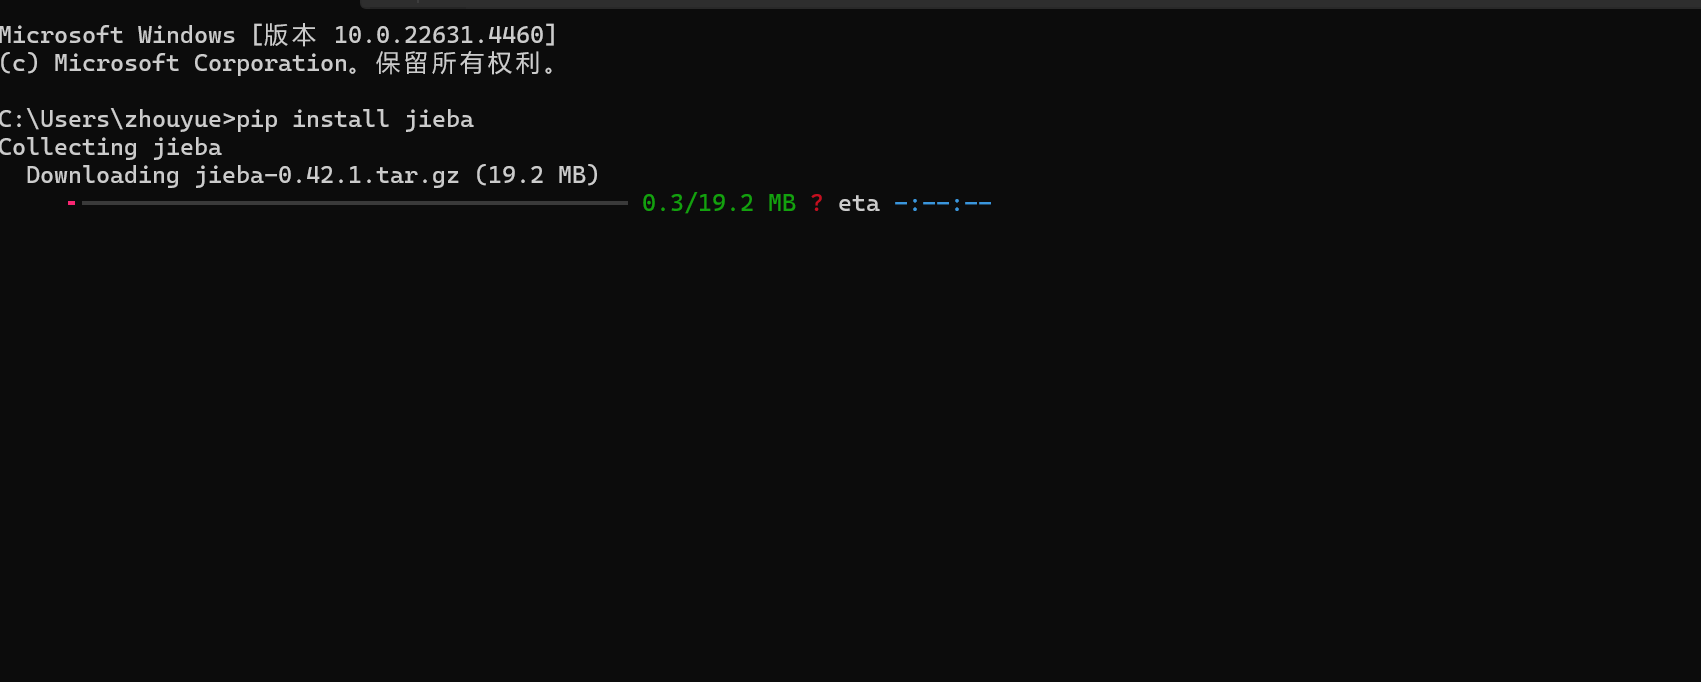 Microsoft Windows [版本 10.0.22631.4460]
(c) Microsoft Corporation。保留所有权利。
C:\Users\zhouyue>pip install jieba
Collecting jieba
  Downloading jieba-0.42.1.tar.gz (19.2 MB)
0.3/19.2 MB ? eta -:--:--